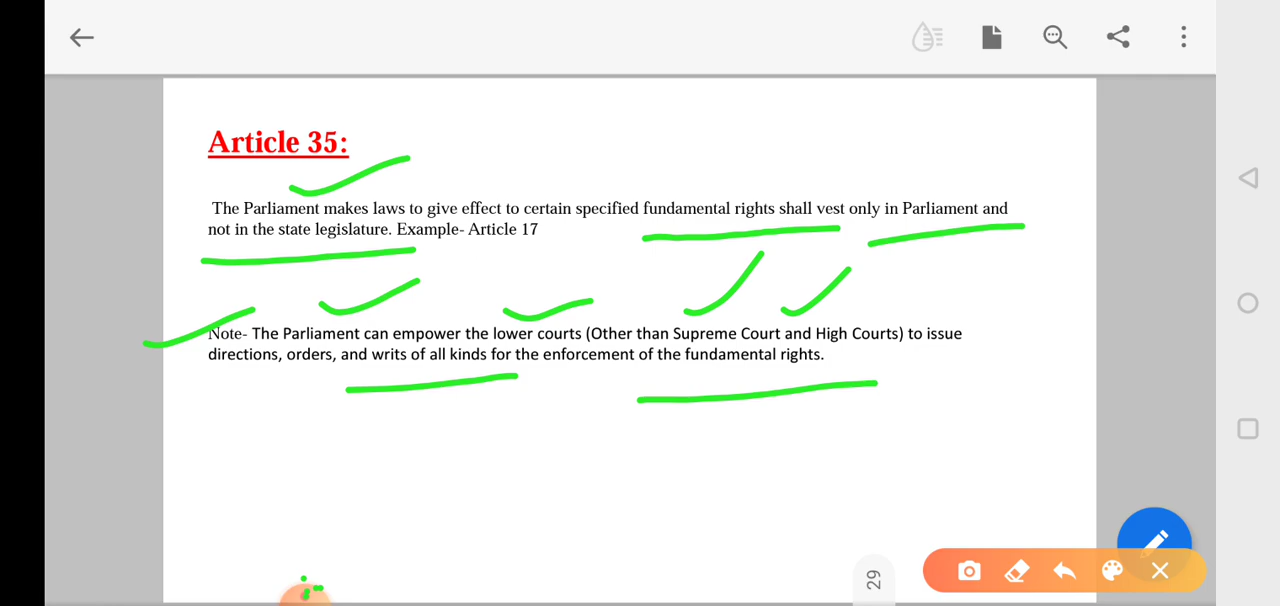 Article 35:
The Parliament makes laws to give effect to certain specified fundamental rights shall vest only in Parliament and
not in the state legislature. Example- Article 17
Note- The Parliament can empower the lower courts (Other than Supreme Court and High Courts) to issue
directions, orders, and writs of all kinds for the enforcement of the fundamental rights.
29